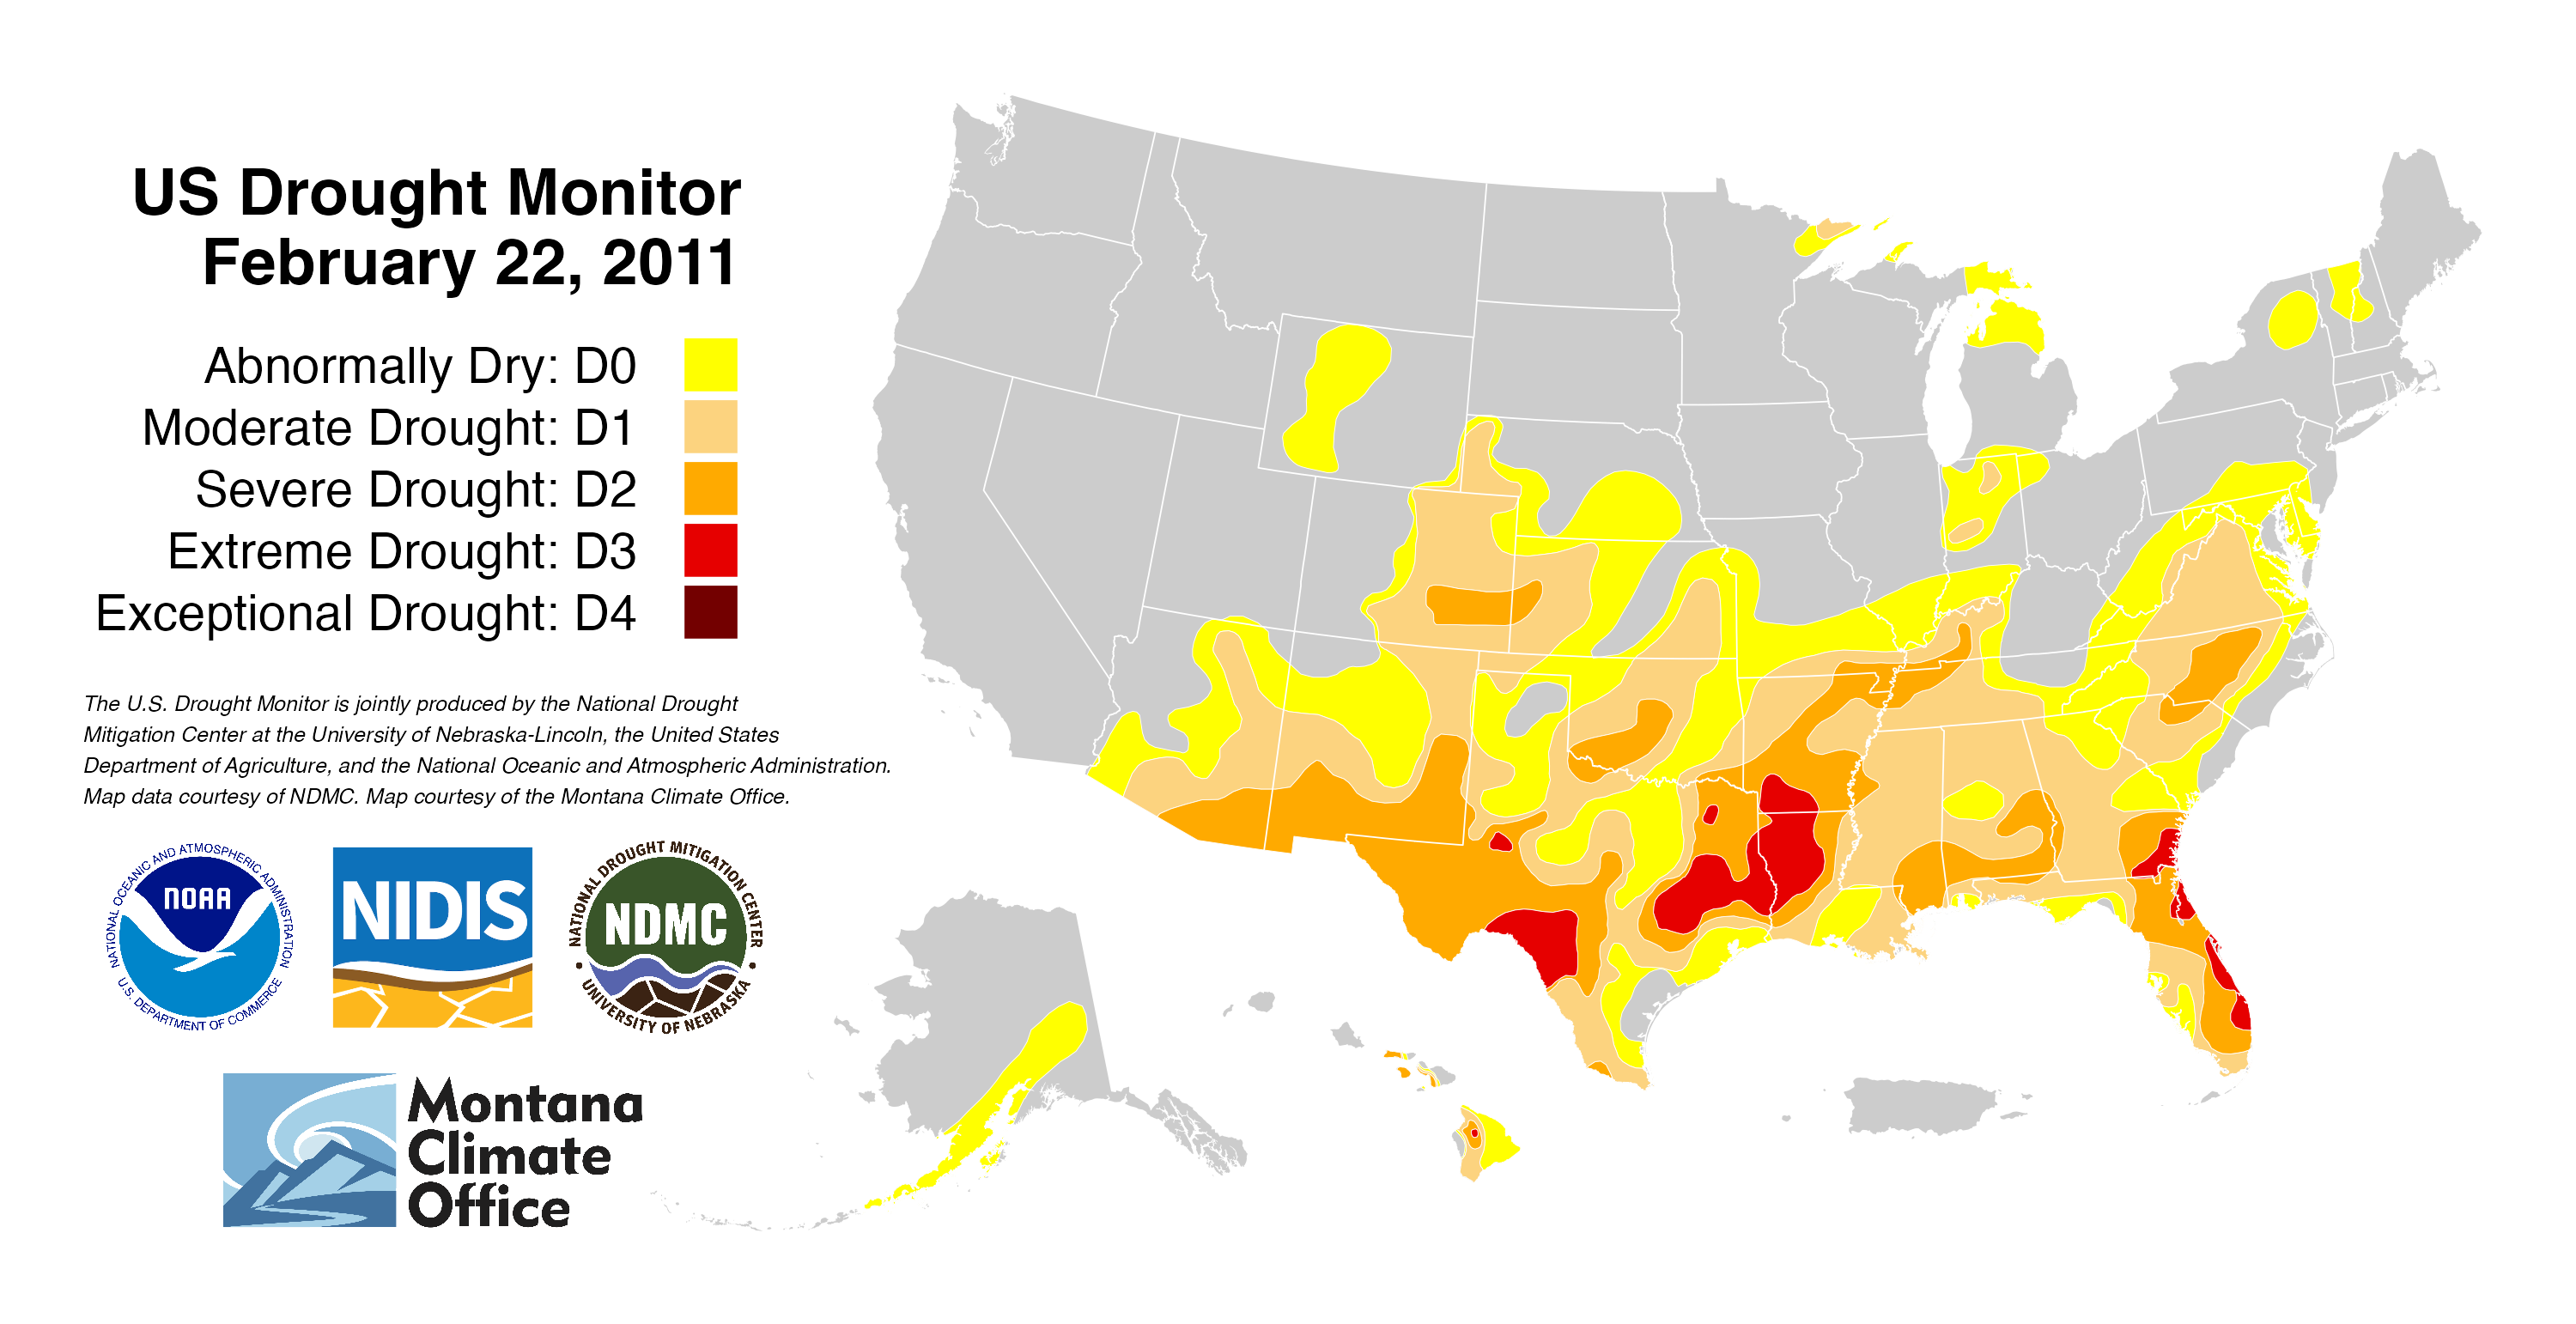 US Drought Monitor
February 22, 2011
Abnormally Dry: D0
Moderate Drought: D1
Severe Drought: D2
Extreme Drought: D3
Exceptional Drought: D4
The U.S. Drought Monitor is jointly produced by the National Drought
Mitigation Center at the University of Nebraska-Lincoln, the United States
Department of Agriculture, and the National Oceanic and Atmospheric Administration.
Map data courtesy of NDMC. Map courtesy of the Montana Climate Office.
NATIONAL OCEANIC AND ATMOSPHERIC ADMINISTRATION
NOAA
U.S. DEPARTMENT OF COMMERCE
NIDIS
NATIONAL DROUGHT MITIGATION CENTER
NDMC
UNIVERSITY OF NEBRASKA
Montana
Climate
Office